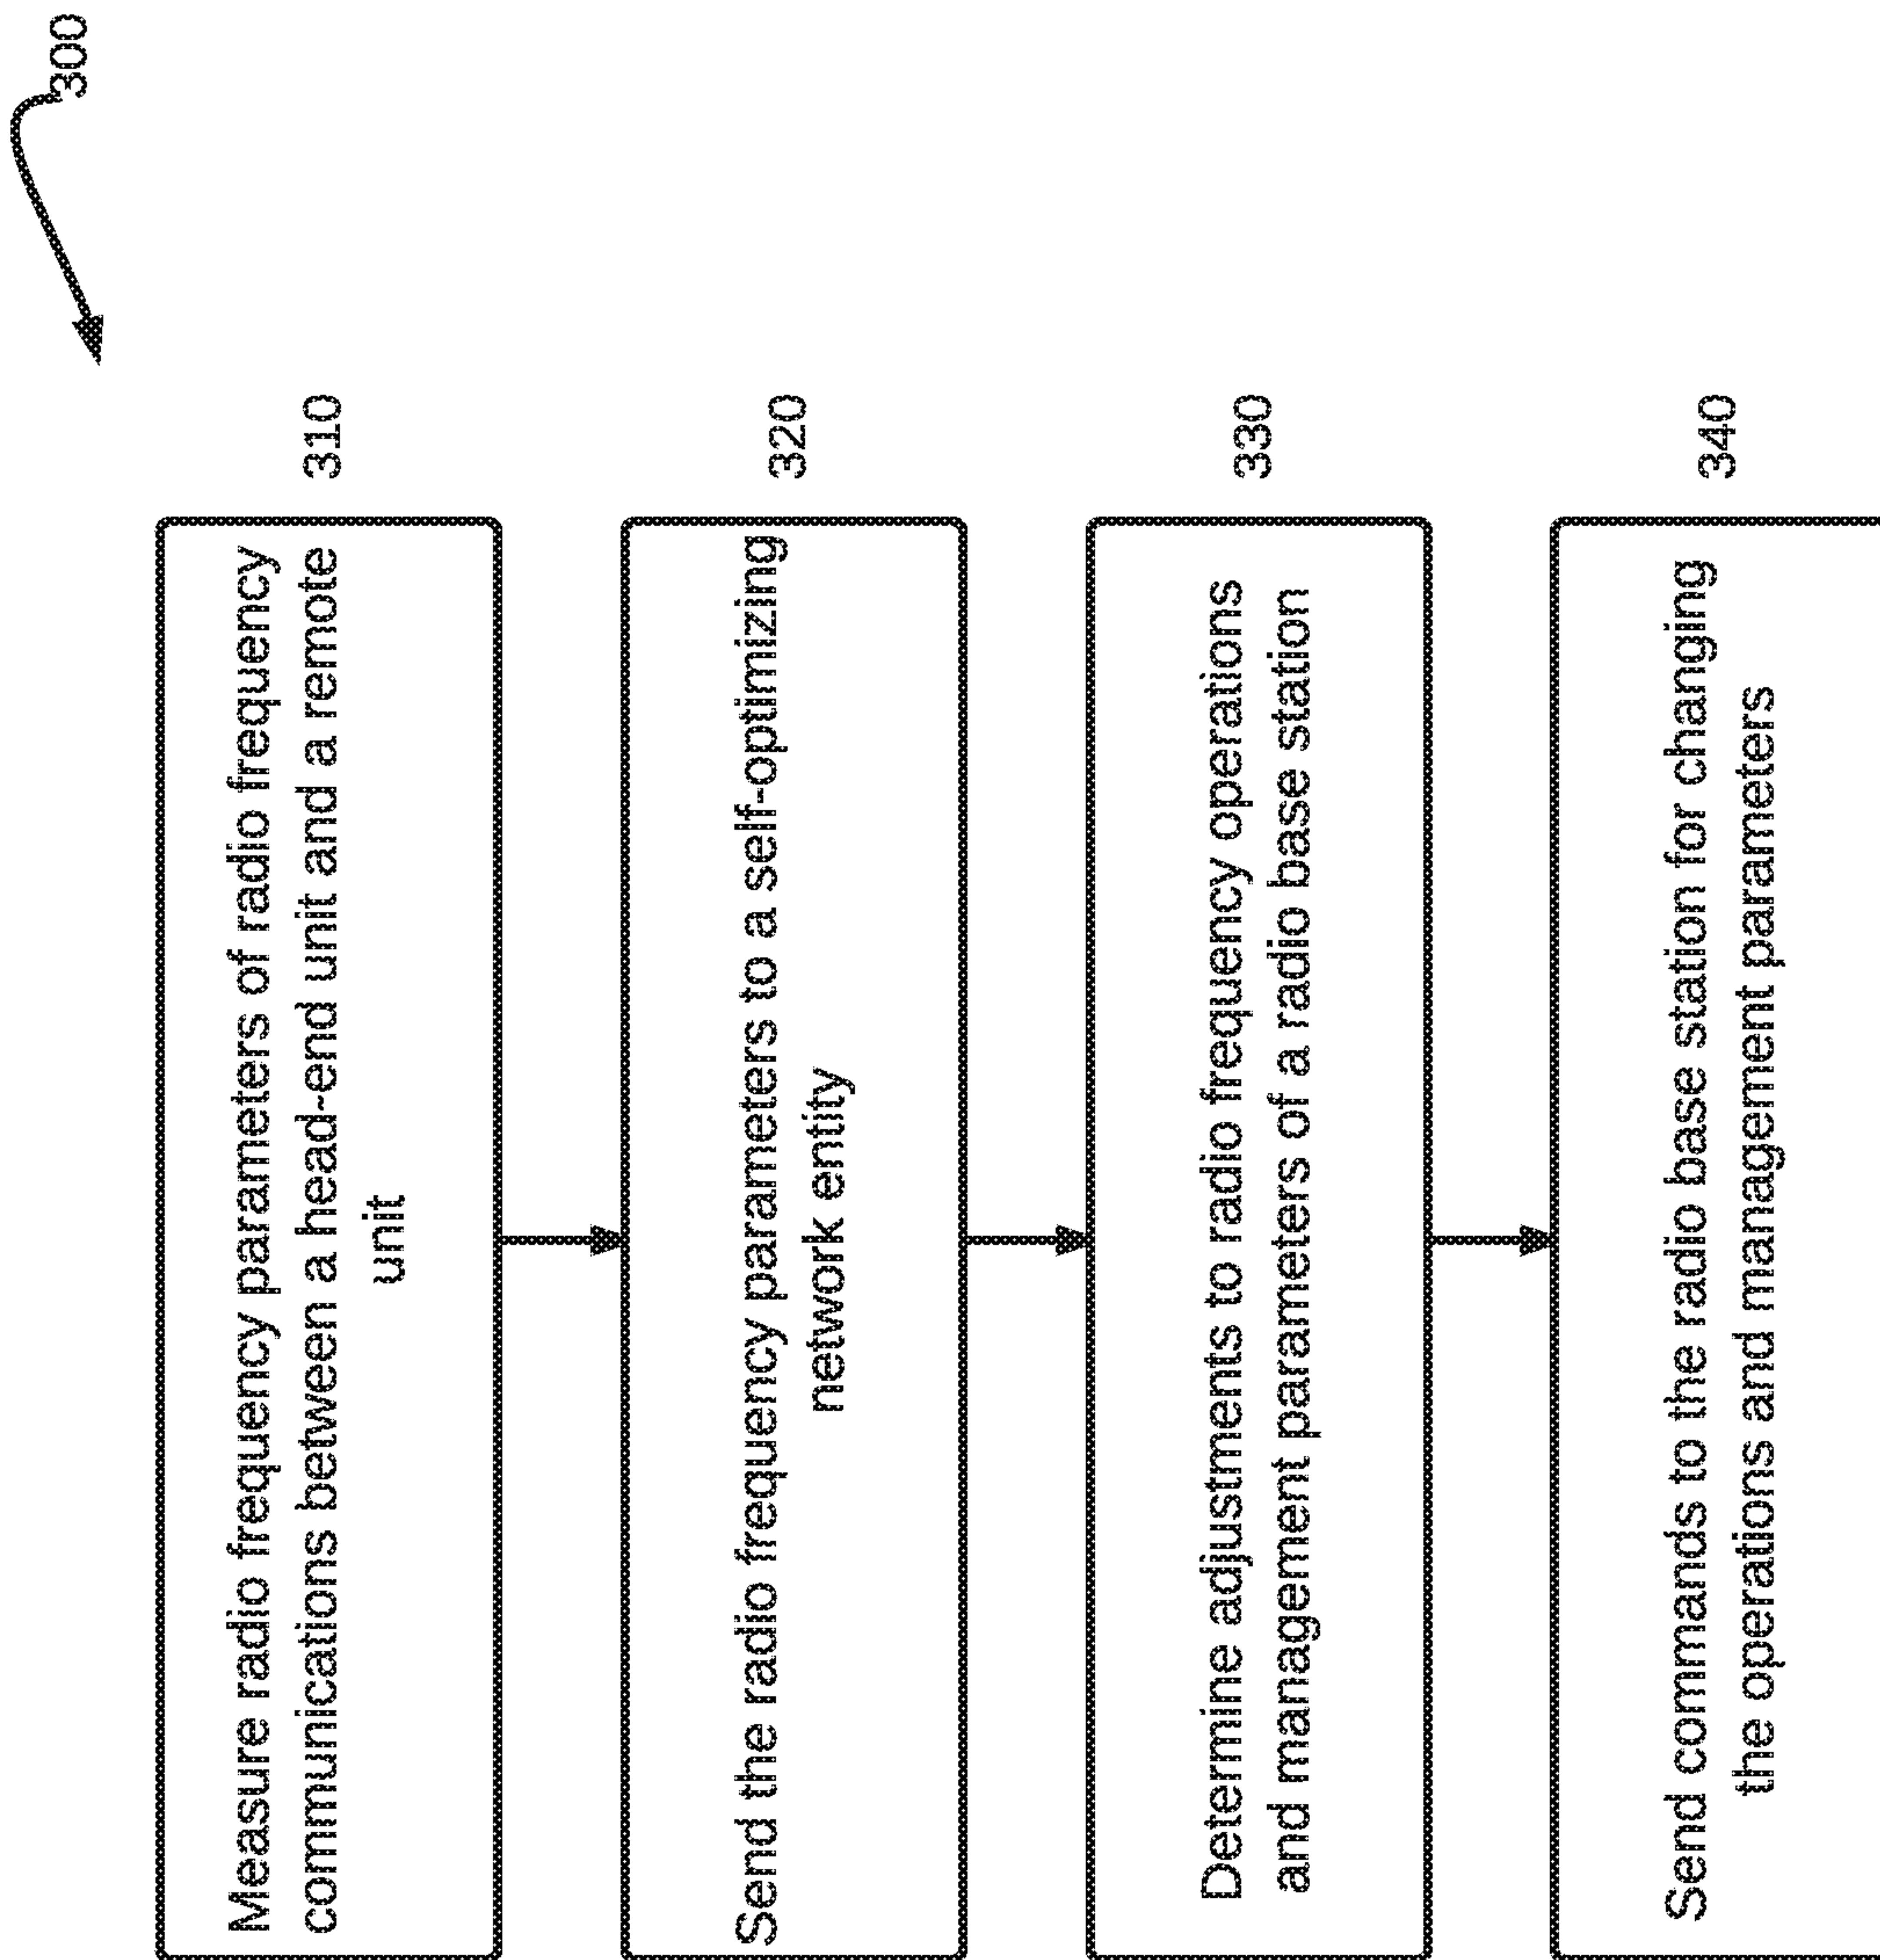 300
Measure radio frequency parameters of radio frequency
communications between a head-end unit and a remote
unit
310
Send the radio frequency parameters to a self-optimizing
network entity
320
Determine adjustments to radio frequency operations
and management parameters of a radio base station
330
Send commands to the radio base station for changing
the operations and management parameters
340